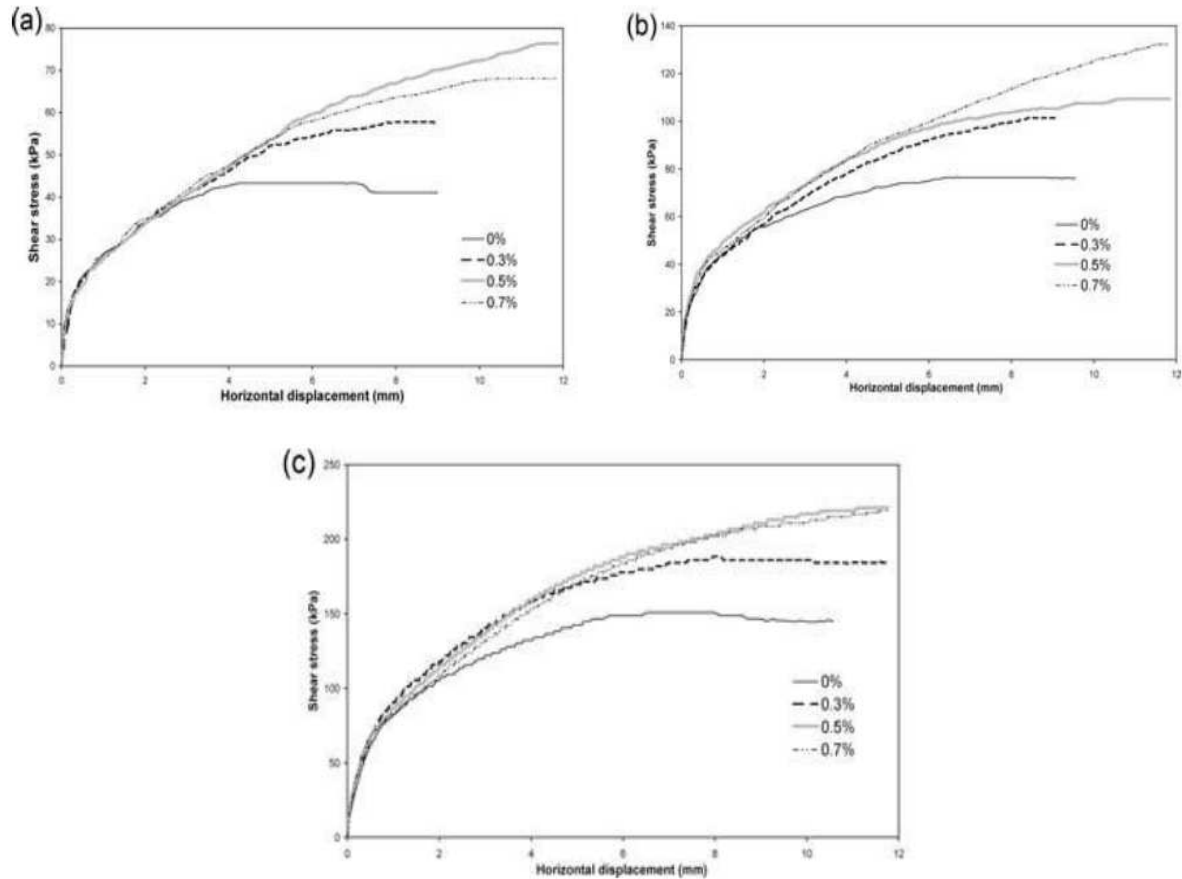 (a)
80
70
60
50
40
30
20
10
0
Shear stress (kPa)
0%
0.3%
0.5%
0.7%
0 2 4 6 8 10 12
Horizontal displacement (mm)
(b)
140
120
100
80
60
40
20
0
Shear stress (kPa)
0%
0.3%
0.5%
0.7%
0 2 4 6 8 10 12
Horizontal displacement (mm)
(c)
250
200
150
100
50
0
Shear stress (kPa)
0%
0.3%
0.5%
0.7%
0 2 4 6 8 10 12
Horizontal displacement (mm)